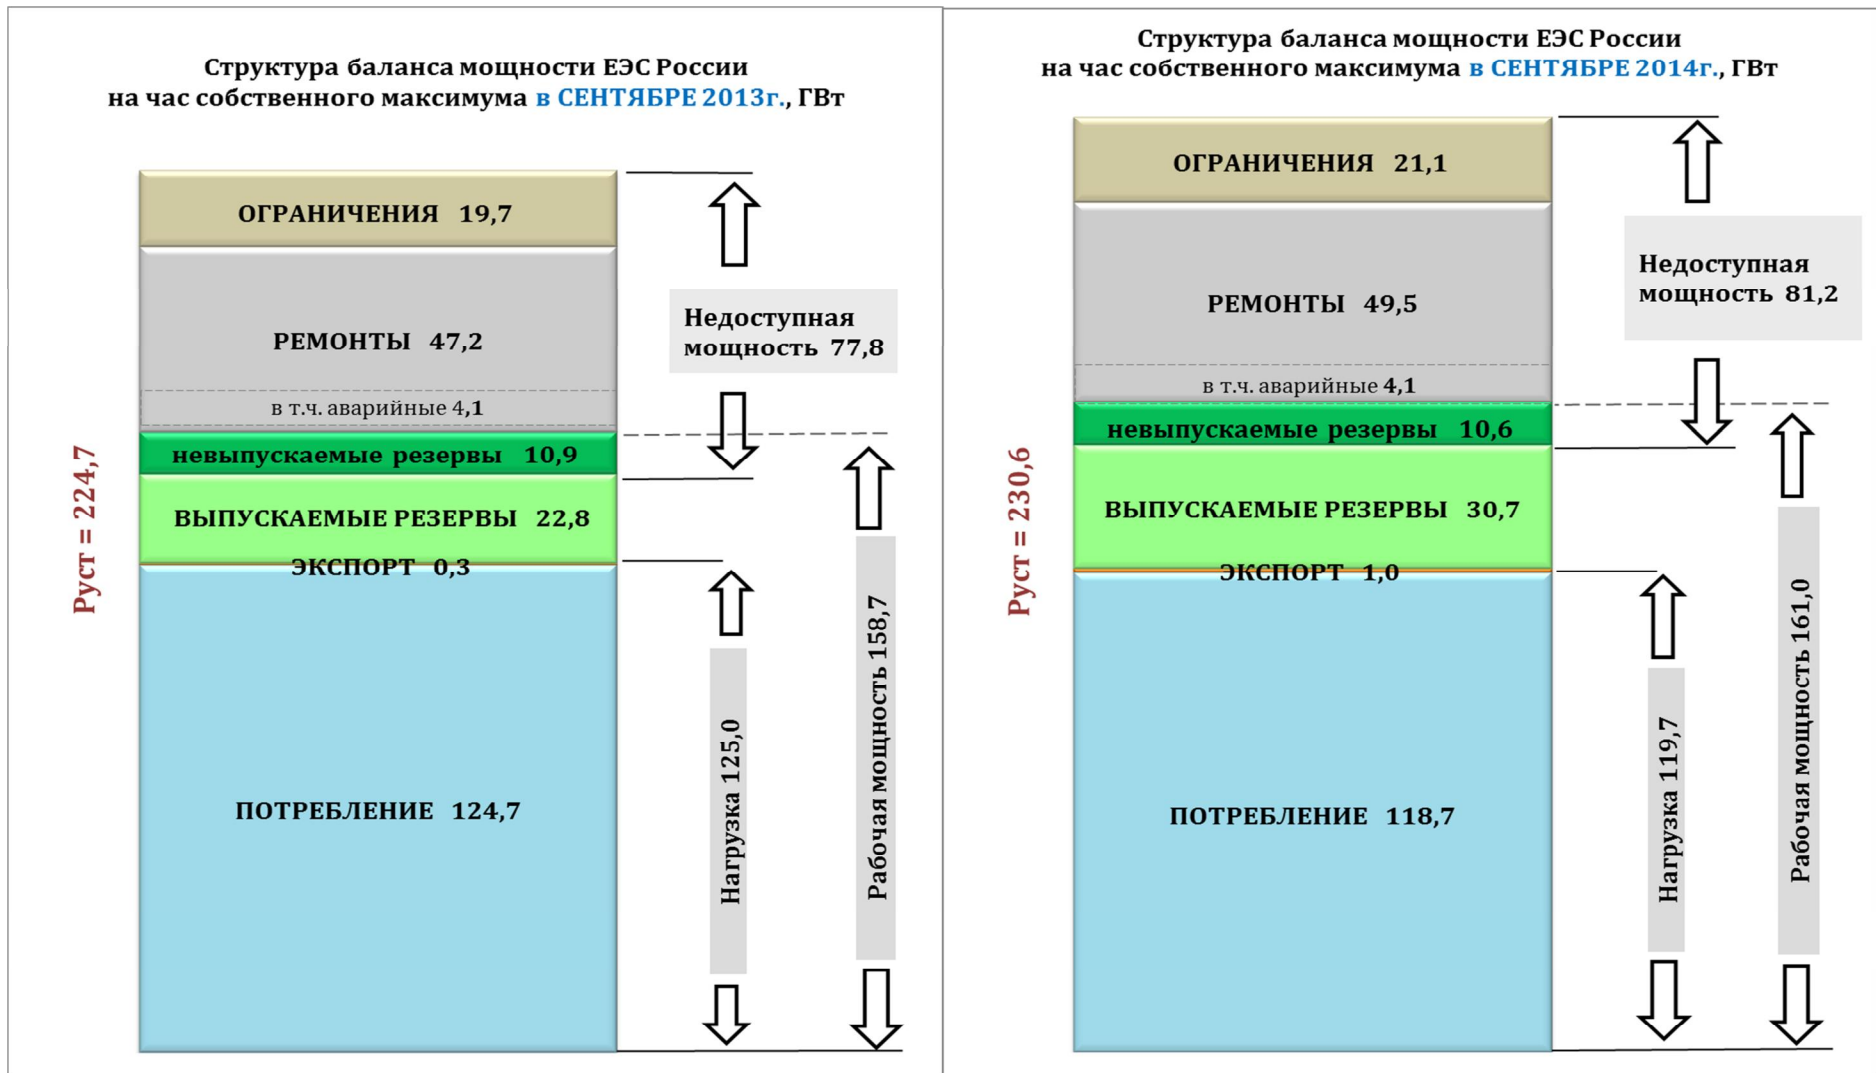 Структура баланса мощности ЕЭС России
на час собственного максимума в СЕНТЯБРЕ 2013г., ГВт
ОГРАНИЧЕНИЯ 19,7
РЕМОНТЫ 47,2
в т.ч. аварийные 4,1
невыпускаемые резервы 10,9
ВЫПУСКАЕМЫЕ РЕЗЕРВЫ 22,8
ЭКСПОРТ 0,3
ПОТРЕБЛЕНИЕ 124,7
Руст = 224,7
Недоступная
мощность 77,8
Нагрузка 125,0
Рабочая мощность 158,7
Структура баланса мощности ЕЭС России
на час собственного максимума в СЕНТЯБРЕ 2014г., ГВт
ОГРАНИЧЕНИЯ 21,1
РЕМОНТЫ 49,5
в т.ч. аварийные 4,1
невыпускаемые резервы 10,6
ВЫПУСКАЕМЫЕ РЕЗЕРВЫ 30,7
ЭКСПОРТ 1,0
ПОТРЕБЛЕНИЕ 118,7
Руст = 230,6
Недоступная
мощность 81,2
Нагрузка 119,7
Рабочая мощность 161,0